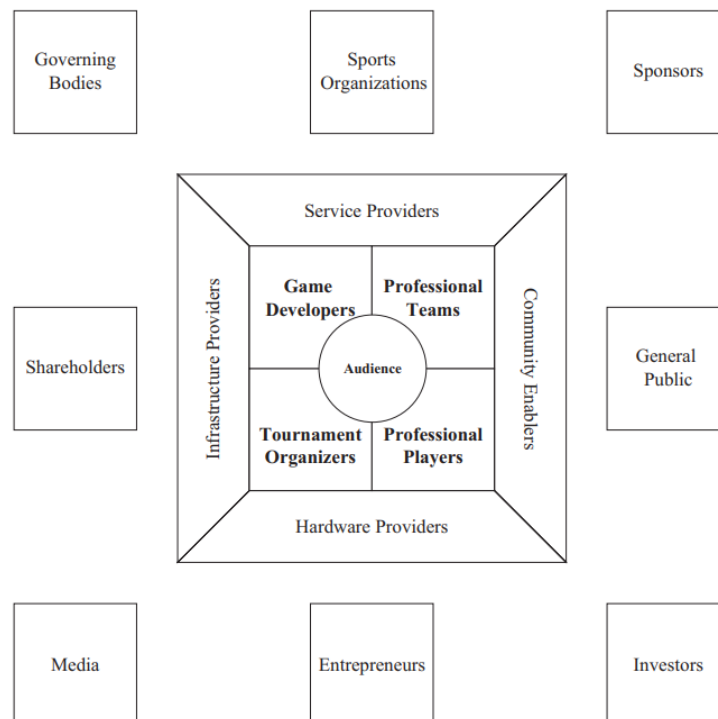 Governing
Bodies
Sports
Organizations
Sponsors
Service Providers
Infrastructure Providers
Game
Developers
Professional
Teams
Community Enablers
Shareholders
Audience
General
Public
Tournament
Organizers
Professional
Players
Hardware Providers
Media
Entrepreneurs
Investors